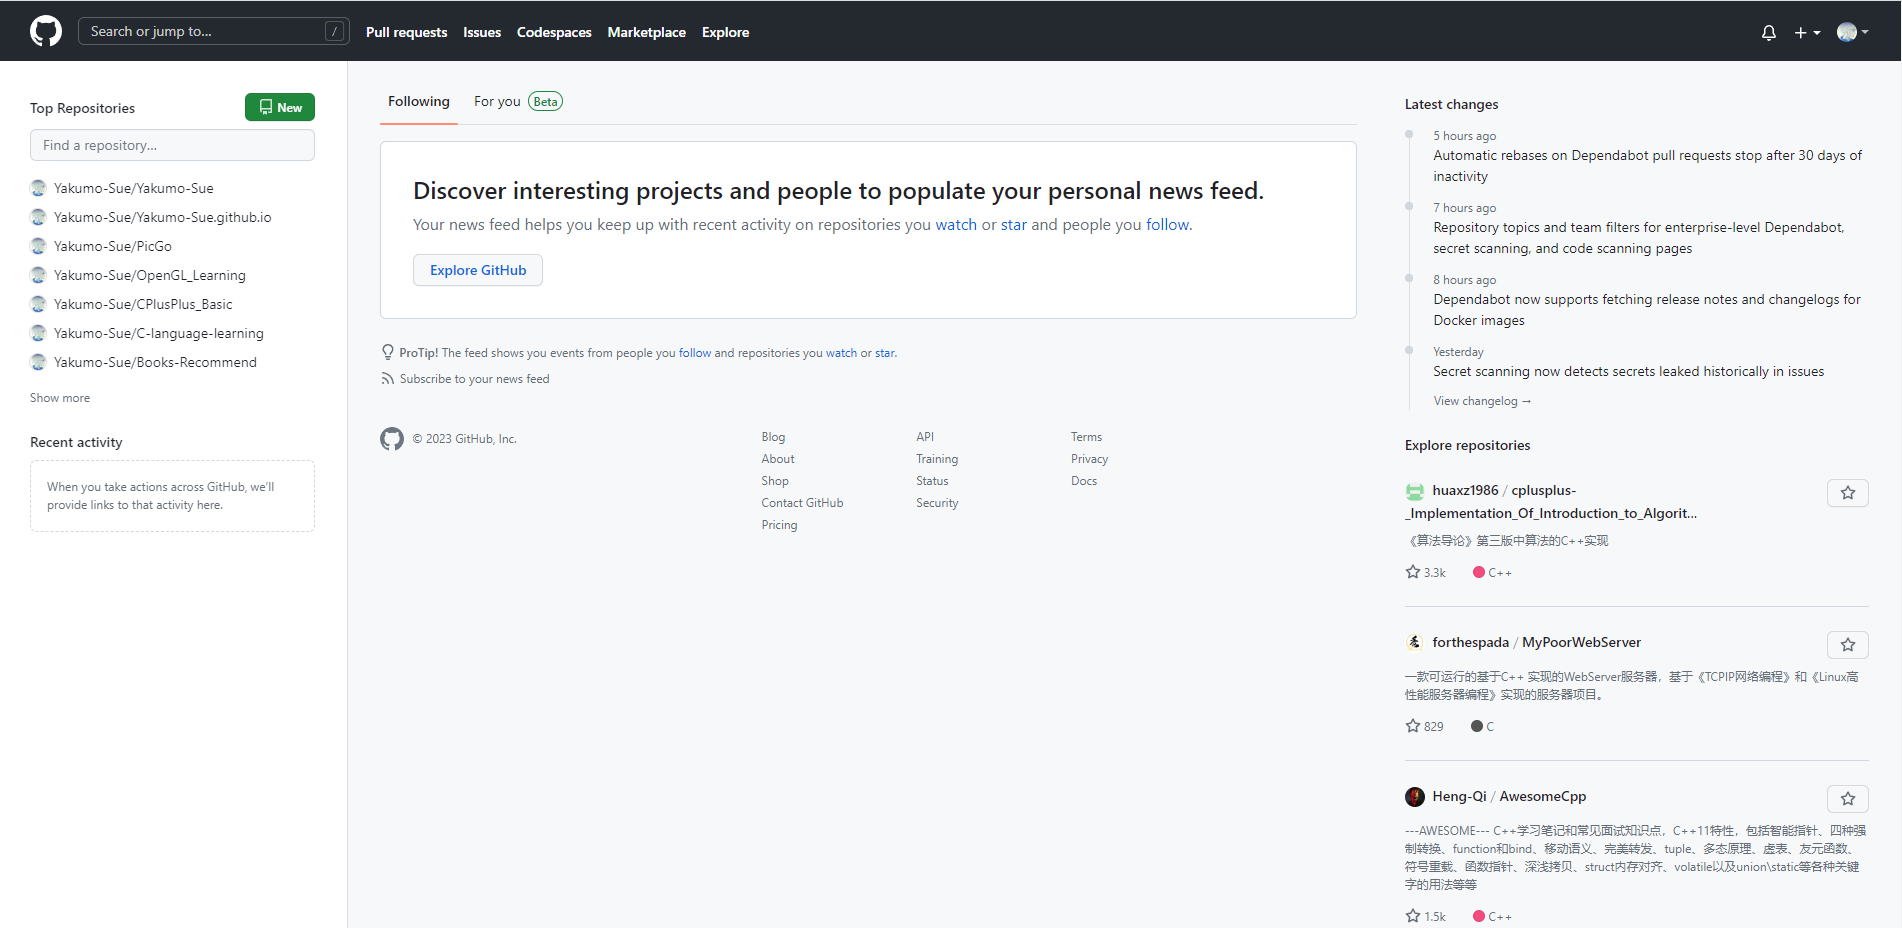 Search or jump to...
/
Pull requests
Issues
Codespaces
Marketplace
Explore
Top Repositories
New
Find a repository...
Yakumo-Sue/Yakumo-Sue
Yakumo-Sue/Yakumo-Sue.github.io
Yakumo-Sue/PicGo
Yakumo-Sue/OpenGL_Learning
Yakumo-Sue/CPlusPlus_Basic
Yakumo-Sue/C-language-learning
Yakumo-Sue/Books-Recommend
Show more
Recent activity
When you take actions across GitHub, we'll
provide links to that activity here.
Following
For you
Beta
Discover interesting projects and people to populate your personal news feed.
Your news feed helps you keep up with recent activity on repositories you watch or star and people you follow.
Explore GitHub
ProTip! The feed shows you events from people you follow and repositories you watch or star.
Subscribe to your news feed
© 2023 GitHub, Inc.
Blog
About
Shop
Contact GitHub
Pricing
API
Training
Status
Security
Terms
Privacy
Docs
Latest changes
5 hours ago
Automatic rebases on Dependabot pull requests stop after 30 days of
inactivity
7 hours ago
Repository topics and team filters for enterprise-level Dependabot,
secret scanning, and code scanning pages
8 hours ago
Dependabot now supports fetching release notes and changelogs for
Docker images
Yesterday
Secret scanning now detects secrets leaked historically in issues
View changelog →
Explore repositories
huaxz1986 / cplusplus-
_Implementation_Of_Introduction_to_Algorit...
《算法导论》第三版中算法的C++实现
3.3k
C++
forthespada / MyPoorWebServer
一款可运行的基于C++ 实现的WebServer服务器，基于《TCPIP网络编程》和《Linux高
性能服务器编程》实现的服务器项目。
829
C
Heng-Qi / AwesomeCpp
---AWESOME--- C++学习笔记和常见面试知识点，C++11特性，包括智能指针、四种强
制转换、function和bind、移动语义、完美转发、tuple、多态原理、虚表、友元函数、
符号重载、函数指针、深浅拷贝、struct内存对齐、volatile以及union\static等各种关键
字的用法等等
1.5k
C++